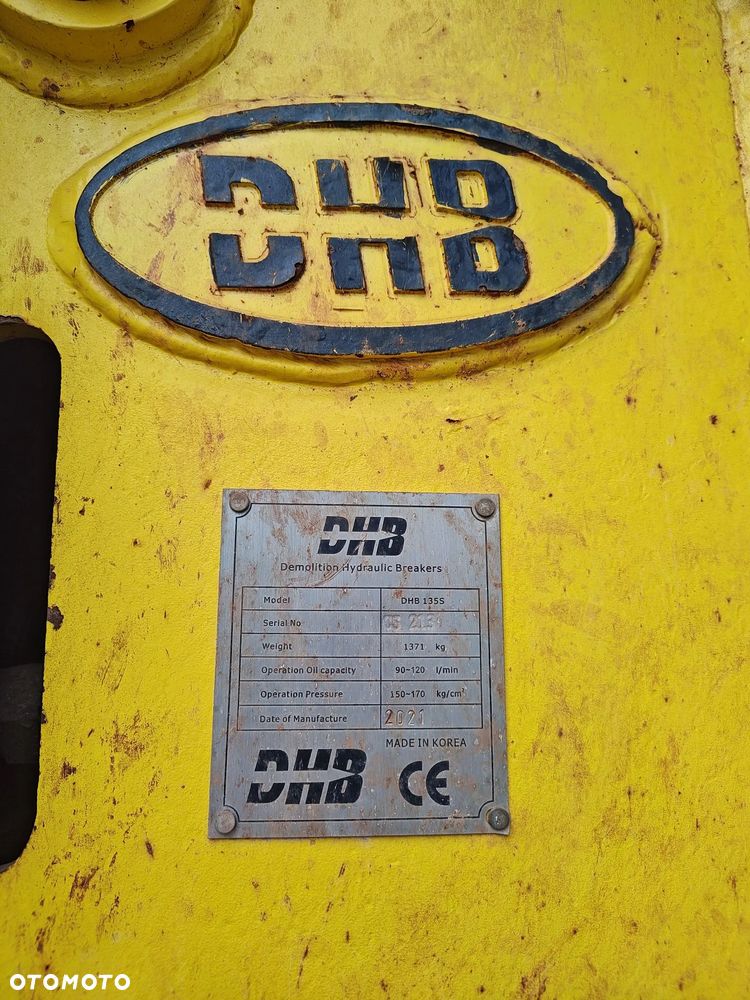 DHB
DHB
Demolition Hydraulic Breakers
Model DHB 135S
Serial No
Weight 1371 kg
Operation Oil capacity 90~120 l/min
Operation Pressure 150~170 kg/cm²
Date of Manufacture 2021
MADE IN KOREA
DHB CE
OTOMOTO